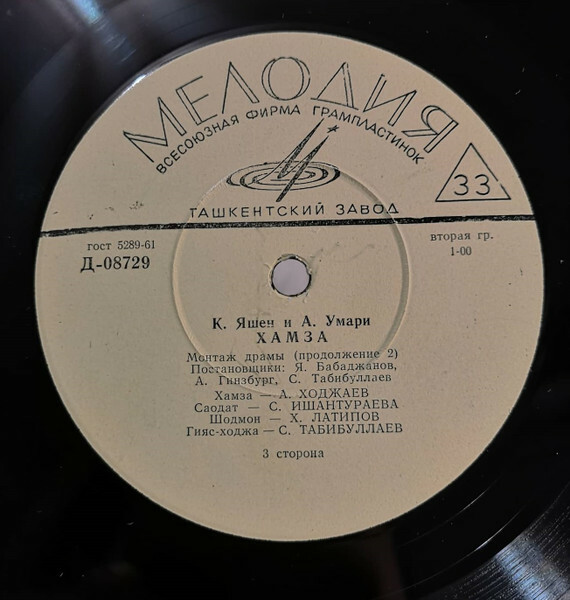 МЕЛОДИЯ
ВСЕСОЮЗНАЯ ФИРМА ГРАМПЛАСТИНОК
33
ТАШКЕНТСКИЙ ЗАВОД
гост 5289-61
Д-08729
вторая гр.
1-00
К. Яшен и А. Умари
ХАМЗА
Монтаж драмы (продолжение 2)
Постановщики: Я. Бабаджанов,
А. Гинзбург, С. Табибуллаев
Хамза — А. ХОДЖАЕВ
Саодат — С. ИШАНТУРАЕВА
Шодмон — Х. ЛАТИПОВ
Гияс-ходжа — С. ТАБИБУЛЛАЕВ
3 сторона